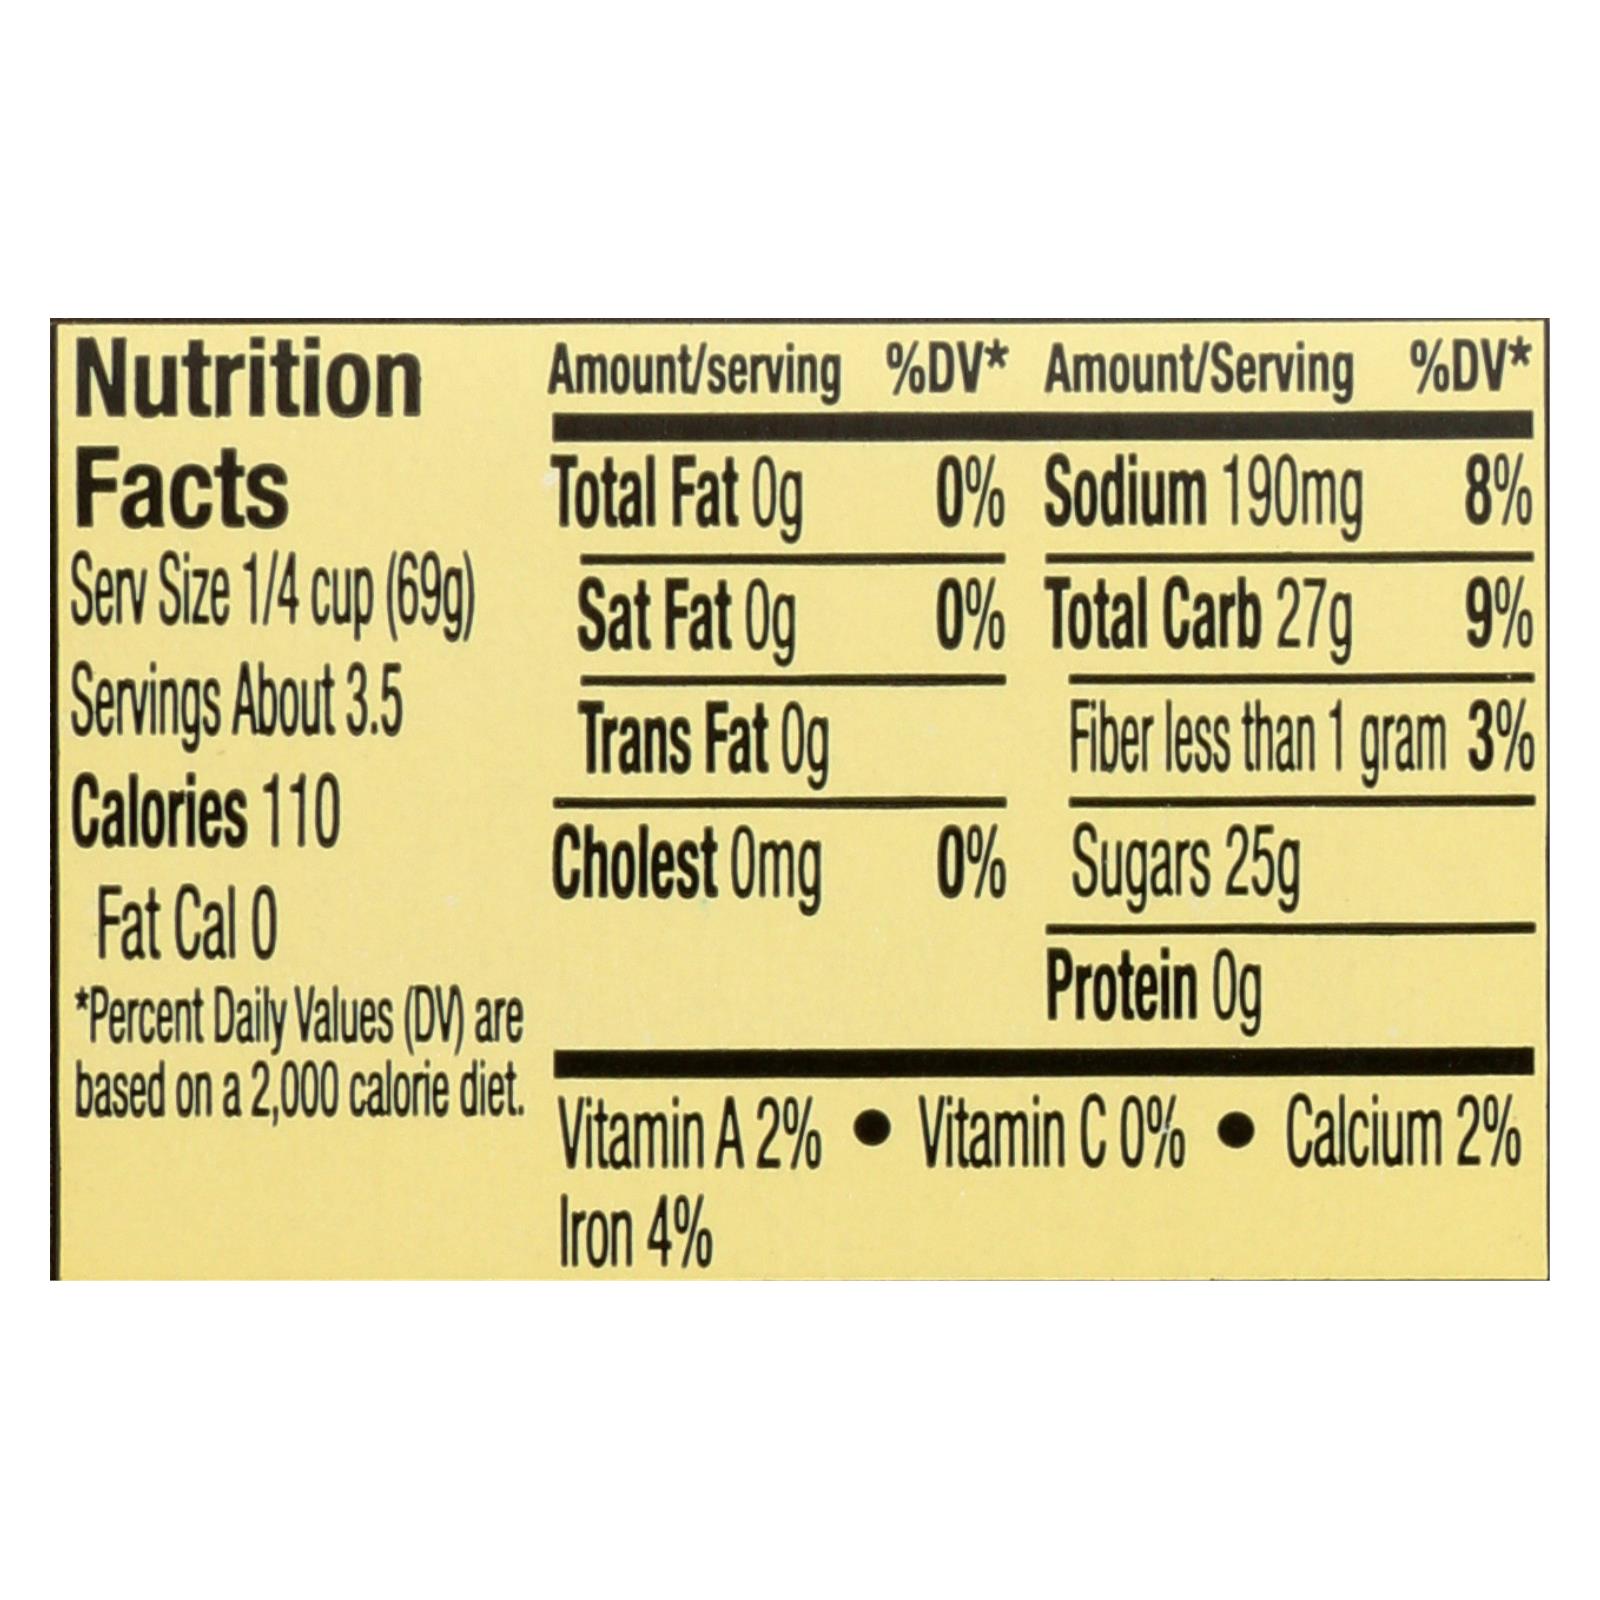 Nutrition
Facts
Serv Size 1/4 cup (69g)
Servings About 3.5
Calories 110
Fat Cal 0
*Percent Daily Values (DV) are
based on a 2,000 calorie diet.
Amount/serving %DV*
Total Fat 0g 0%
Sat Fat 0g 0%
Trans Fat 0g
Cholest 0mg 0%
Amount/Serving %DV*
Sodium 190mg 8%
Total Carb 27g 9%
Fiber less than 1 gram 3%
Sugars 25g
Protein 0g
Vitamin A 2% • Vitamin C 0% • Calcium 2%
Iron 4%